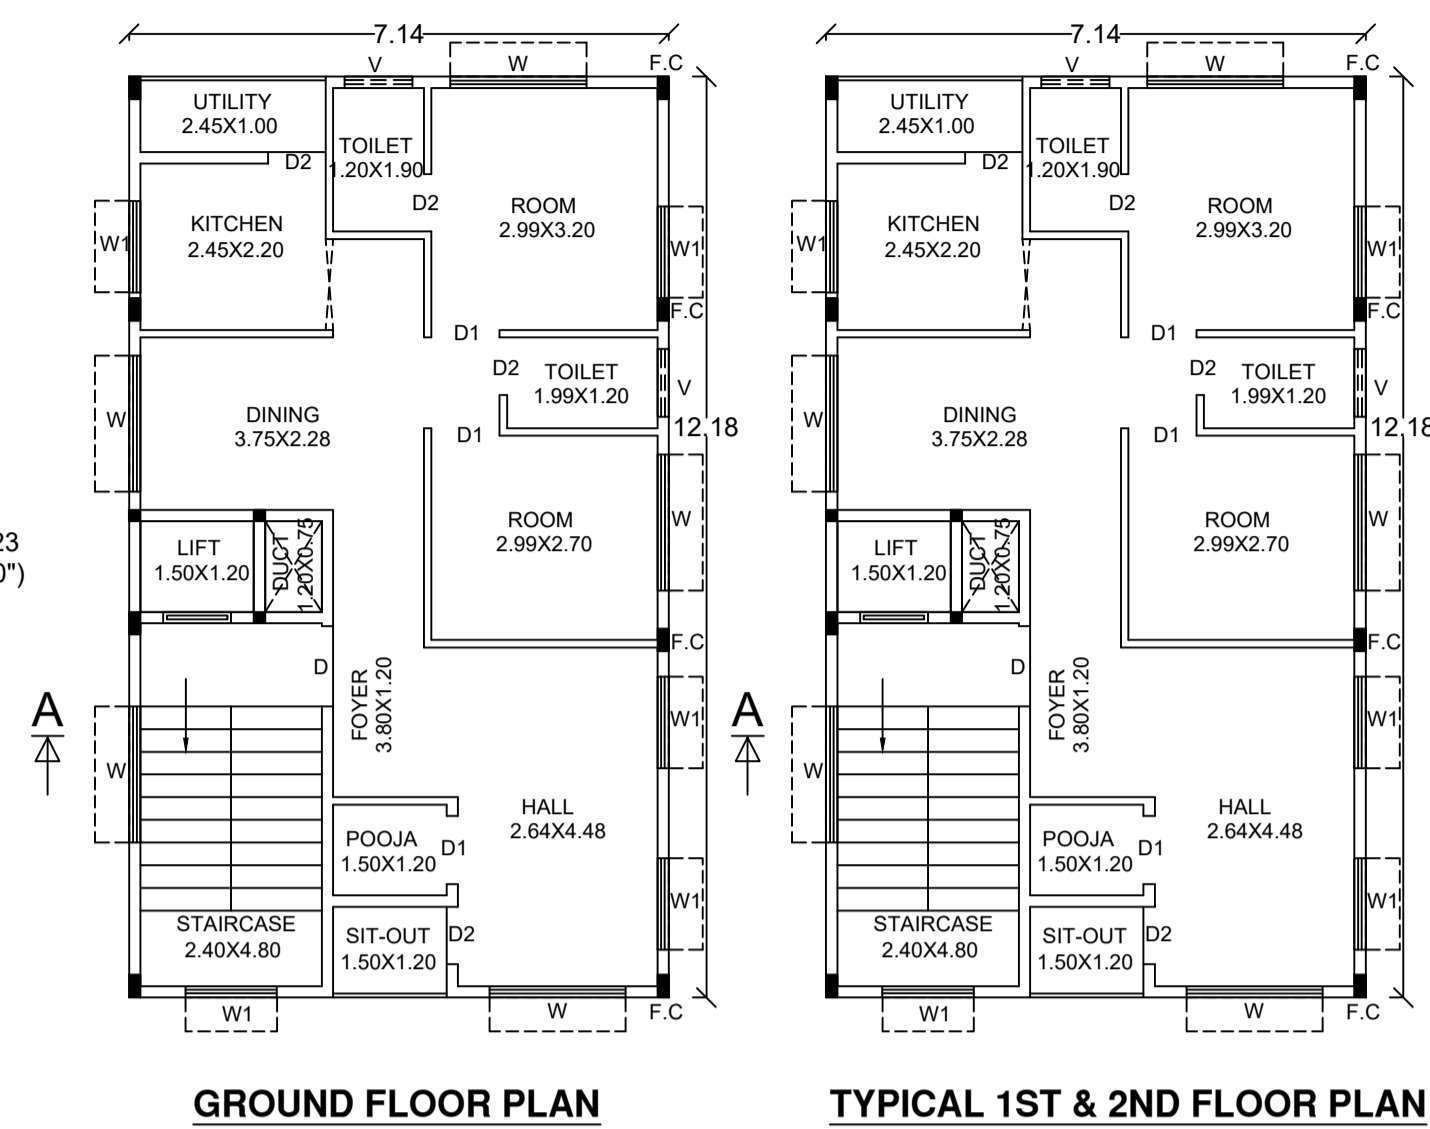 7.14
V
W
F.C
UTILITY
2.45X1.00
TOILET
1.20X1.90
D2
D2
ROOM
2.99X3.20
KITCHEN
2.45X2.20
W1
W1
F.C
D1
D2
TOILET
1.99X1.20
V
12.18
W
DINING
3.75X2.28
D1
ROOM
2.99X2.70
W
LIFT
1.50X1.20
DUCT
1.20X0.75
23
0")
F.C
D
FOYER
3.80X1.20
A
W
W1
HALL
2.64X4.48
POOJA
1.50X1.20
D1
W1
STAIRCASE
2.40X4.80
SIT-OUT
1.50X1.20
D2
W1
W
F.C
GROUND FLOOR PLAN
7.14
V
W
F.C
UTILITY
2.45X1.00
TOILET
1.20X1.90
D2
D2
ROOM
2.99X3.20
KITCHEN
2.45X2.20
W1
W1
F.C
D1
D2
TOILET
1.99X1.20
V
12.18
W
DINING
3.75X2.28
D1
ROOM
2.99X2.70
W
LIFT
1.50X1.20
DUCT
1.20X0.75
F.C
D
FOYER
3.80X1.20
A
W
W1
HALL
2.64X4.48
POOJA
1.50X1.20
D1
W1
STAIRCASE
2.40X4.80
SIT-OUT
1.50X1.20
D2
W1
W
F.C
TYPICAL 1ST & 2ND FLOOR PLAN